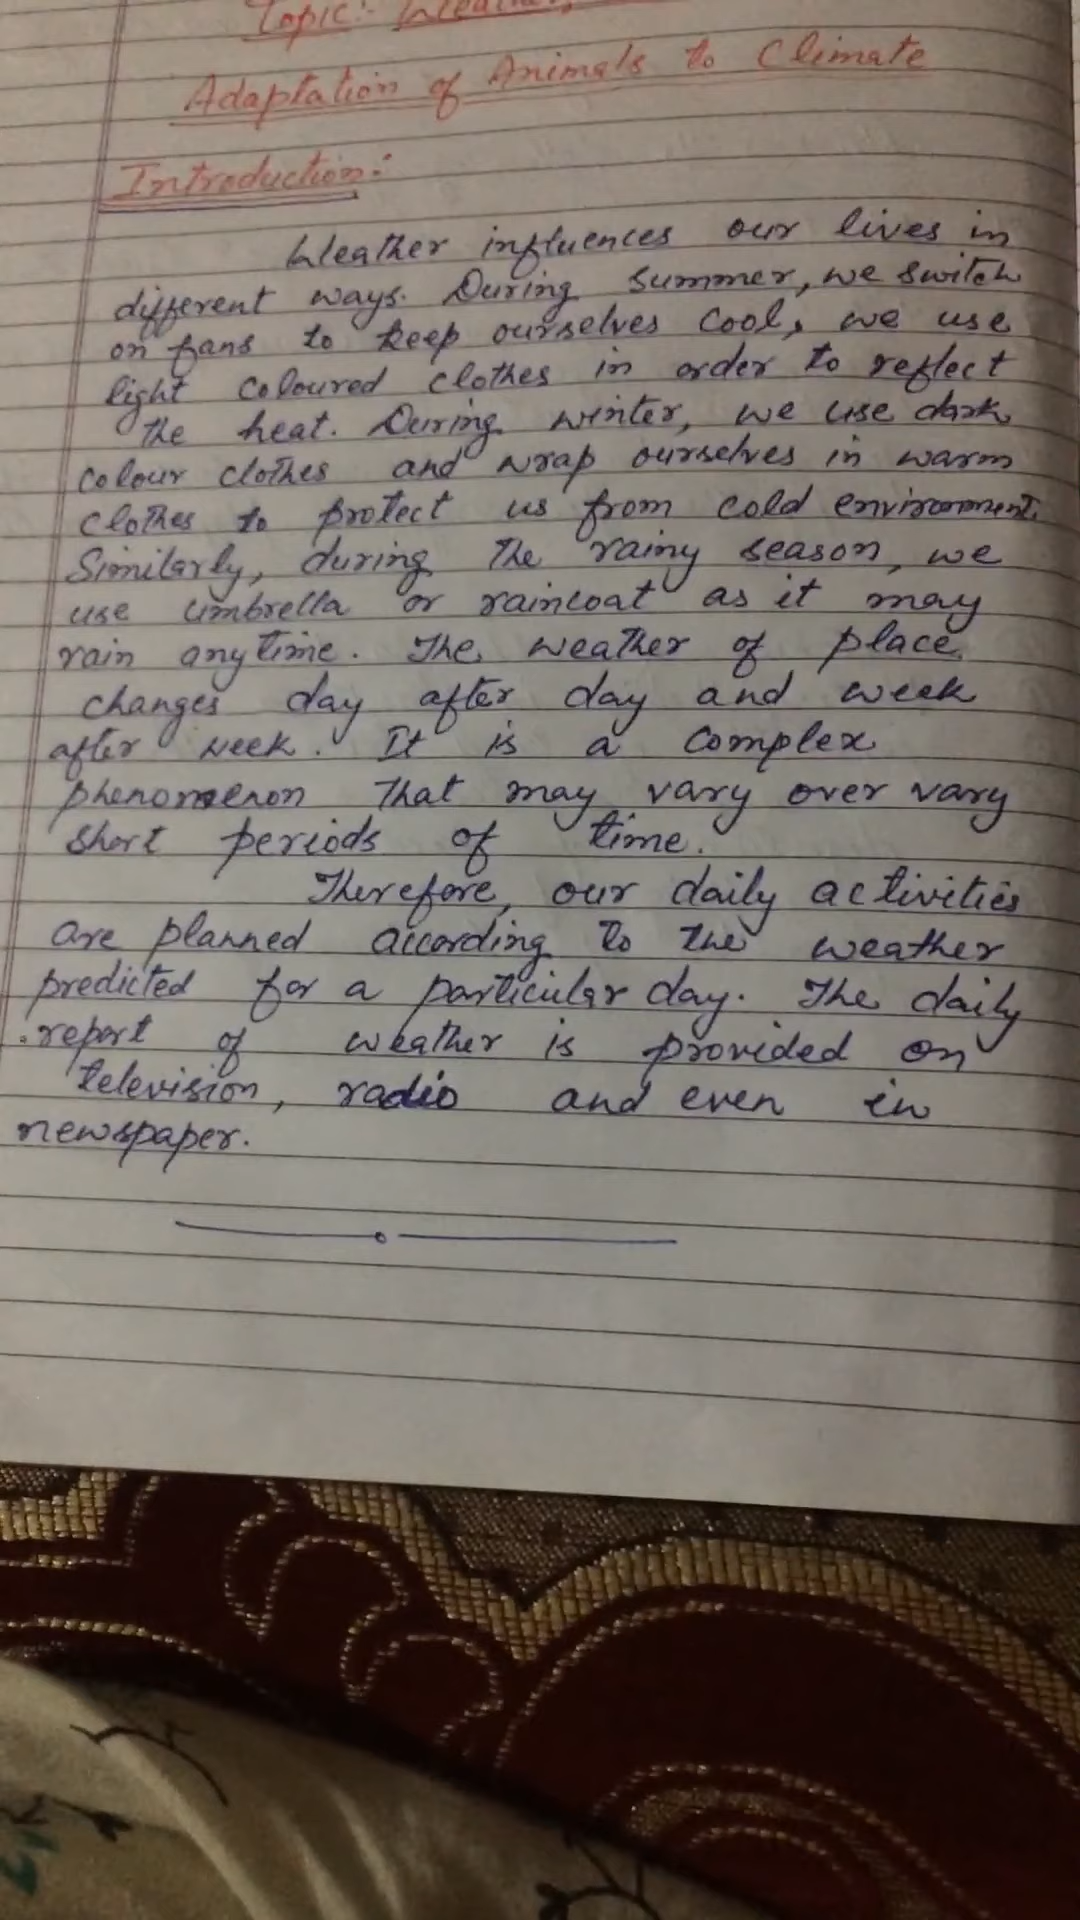 Topic:- Weather,
Adaptation of Animals to Climate
Introduction:
Weather influences our lives in
different ways. During summer, we switch
on fans to keep ourselves cool, we use
light coloured clothes in order to reflect
the heat. During winter, we use dark
colour clothes and wrap ourselves in warm
clothes to protect us from cold environment.
Similarly, during the rainy season, we
use umbrella or raincoat as it may
rain anytime. The weather of place
changes day after day and week
after week. It is a complex
phenomenon that may vary over vary
short periods of time.
Therefore, our daily activities
are planned according to the weather
predicted for a particular day. The daily
report of weather is provided on
television, radio and even in
newspaper.